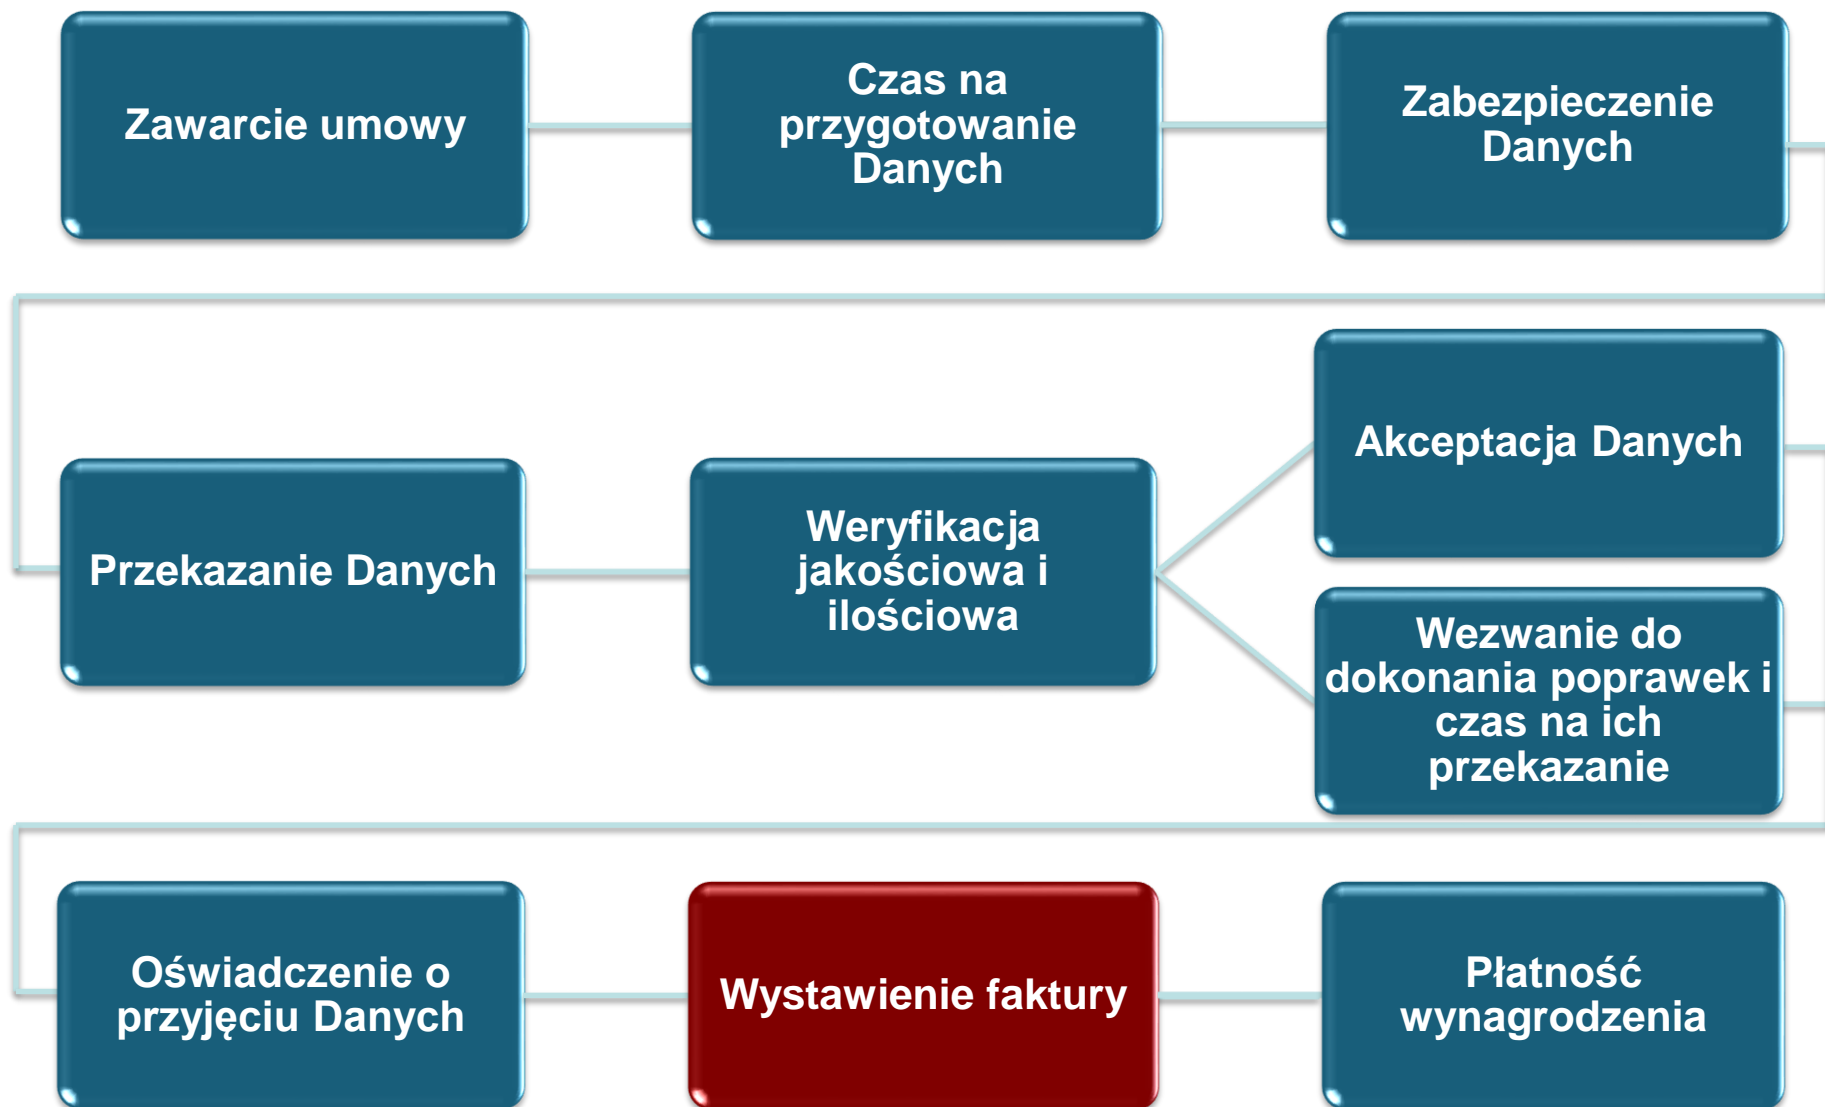 Zawarcie umowy
Czas na
przygotowanie
Danych
Zabezpieczenie
Danych
Przekazanie Danych
Weryfikacja
jakościowa i
ilościowa
Akceptacja Danych
Wezwanie do
dokonania poprawek i
czas na ich
przekazanie
Oświadczenie o
przyjęciu Danych
Wystawienie faktury
Płatność
wynagrodzenia